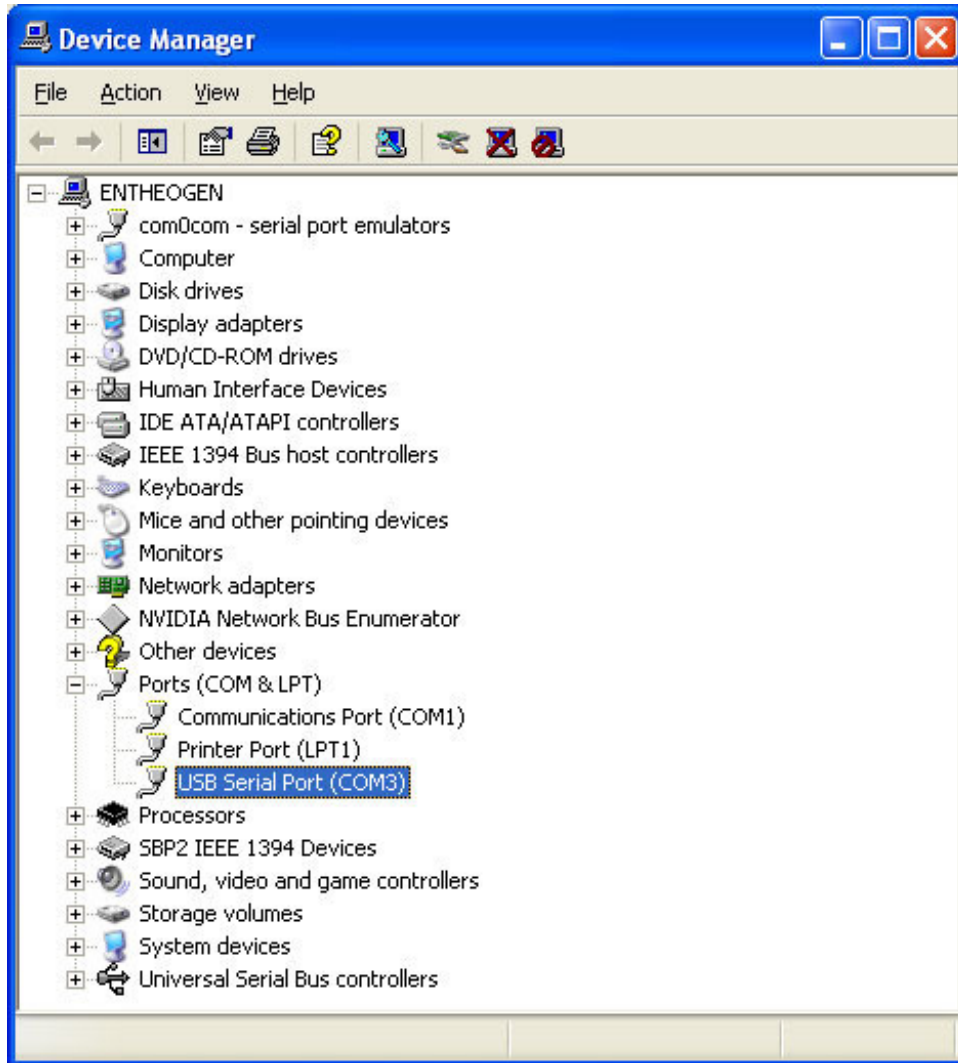 Device Manager
File Action View Help
ENTHEOGEN
com0com - serial port emulators
Computer
Disk drives
Display adapters
DVD/CD-ROM drives
Human Interface Devices
IDE ATA/ATAPI controllers
IEEE 1394 Bus host controllers
Keyboards
Mice and other pointing devices
Monitors
Network adapters
NVIDIA Network Bus Enumerator
Other devices
Ports (COM & LPT)
Communications Port (COM1)
Printer Port (LPT1)
USB Serial Port (COM3)
Processors
SBP2 IEEE 1394 Devices
Sound, video and game controllers
Storage volumes
System devices
Universal Serial Bus controllers